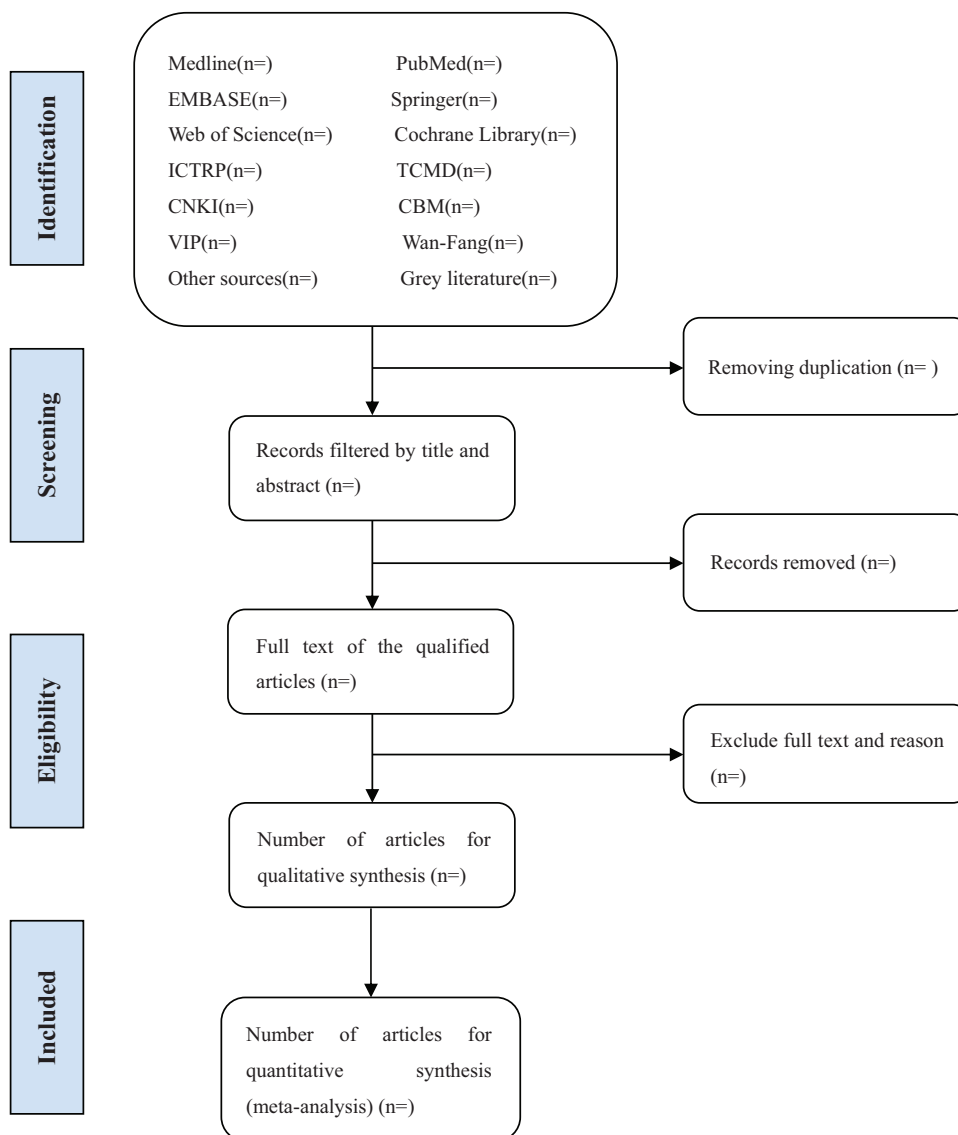 Identification
Medline(n=) PubMed(n=)
EMBASE(n=) Springer(n=)
Web of Science(n=) Cochrane Library(n=)
ICTRP(n=) TCMD(n=)
CNKI(n=) CBM(n=)
VIP(n=) Wan-Fang(n=)
Other sources(n=) Grey literature(n=)
Screening
Removing duplication (n= )
Records filtered by title and
abstract (n=)
Records removed (n=)
Eligibility
Full text of the qualified
articles (n=)
Exclude full text and reason
(n=)
Number of articles for
qualitative synthesis (n=)
Included
Number of articles for
quantitative synthesis
(meta-analysis) (n=)